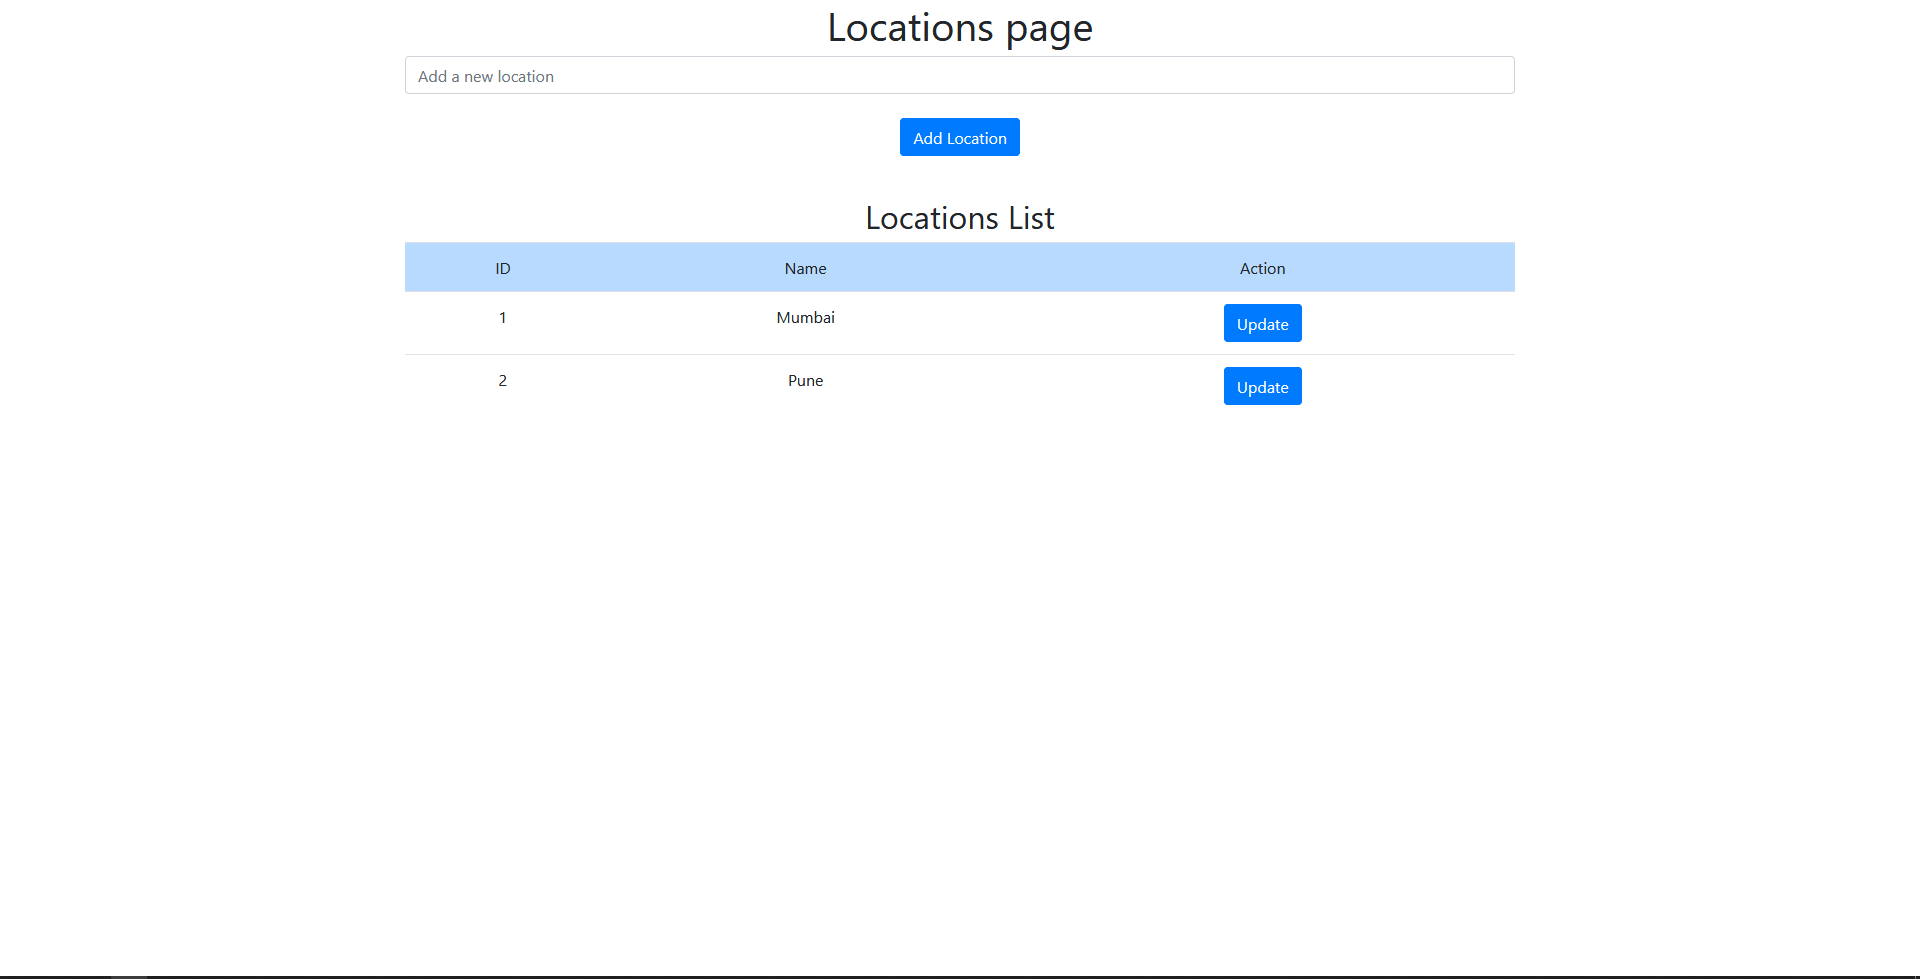 Locations page
Add a new location
Add Location
Locations List
ID Name Action
1 Mumbai Update
2 Pune Update